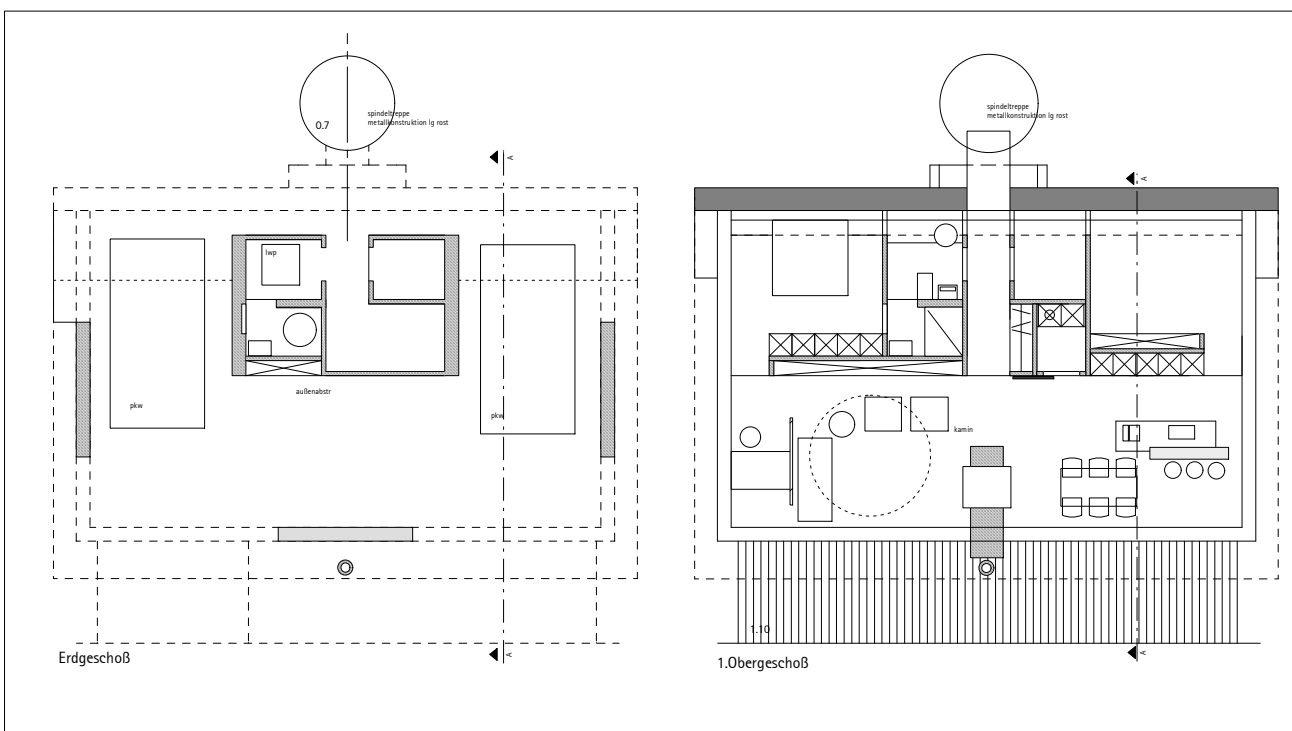 spindeltreppe
metallkonstruktion lg rost
0.7
A
lwp
außenabstr
pkw
pkw
A
Erdgeschoß
spindeltreppe
metallkonstruktion lg rost
A
kamin
1.10
A
1.Obergeschoß